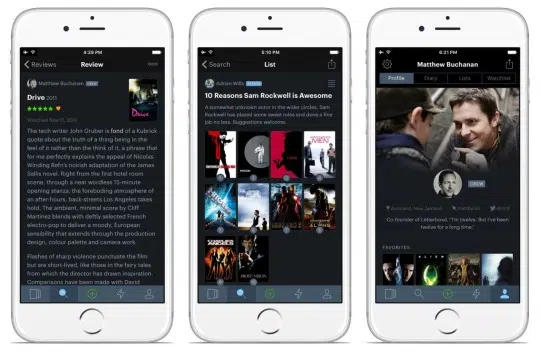 4:29 PM
Reviews
Review
Matthew Buchanan CREW
Drive 2011
Watched Nov 01, 2011
The tech writer John Gruber is fond of a Kubrick
quote about the truth of a thing being in the
feel of it rather than the think of it, a phrase that
for me perfectly explains the appeal of Nicolas
Winding Refn's noirish adaptation of the James
Sallis novel. Right from the first hotel room
scene, through a near wordless 15-minute
opening stanza, the foreboding atmosphere of
an after-hours, back-streets Los Angeles takes
hold. The ambient, minimal score by Cliff
Martinez blends with deftly selected French
electro-pop to deliver a moody, European
sensibility that extends through the production
design, colour palette and camera work.
Flashes of sharp violence punctuate the film
but are short-lived, like those in the fairy tales
from which the director has drawn inspiration
Comparisons have been made with David
5:10 PM
Search
List
Adrian Wills
10 Reasons Sam Rockwell is Awesome
A somewhat unknown actor in the wider circles, Sam
Rockwell has played some sweet roles and done a fine
job no less. Suggestions welcome.
FROST NIXON
6:21 PM
Matthew Buchanan
Profile
Diary
Lists
Watchlist
CREW
Auckland, New Zealand
Co-founder of Letterboxd. "I'm twelve. But I've been
twelve for a long time."
FAVORITES
ALIEN